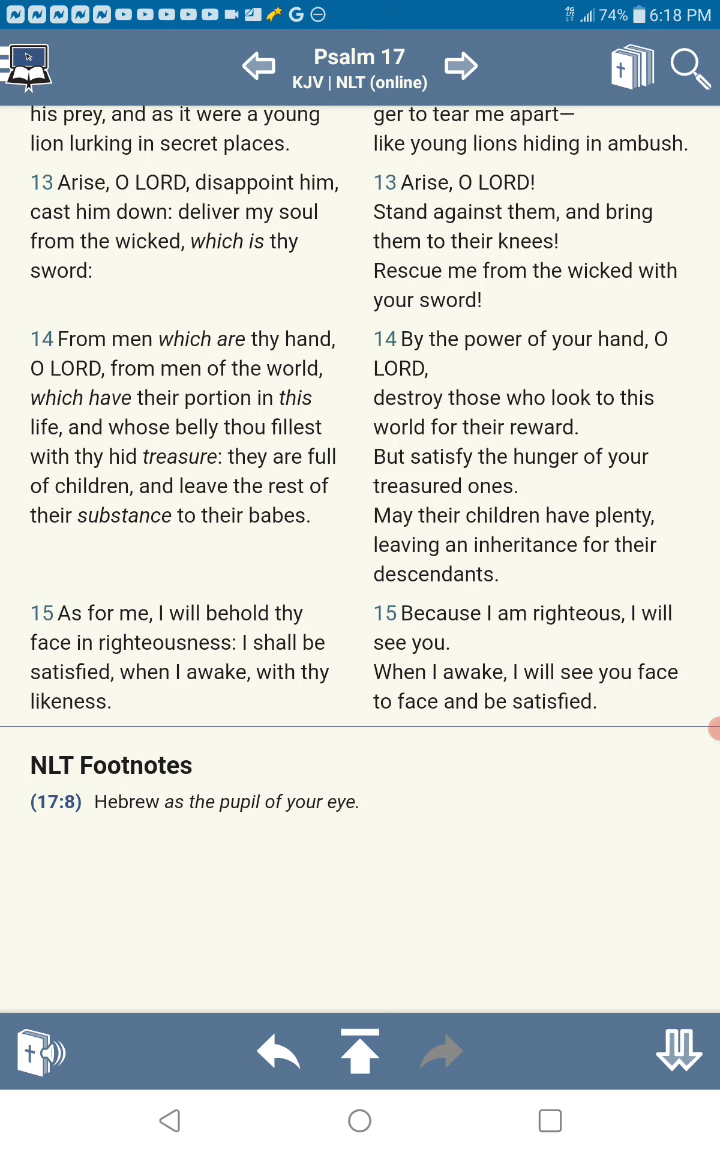 74% 6:18 PM
Psalm 17
KJV | NLT (online)
his prey, and as it were a young
lion lurking in secret places.
13 Arise, O LORD, disappoint him,
cast him down: deliver my soul
from the wicked, which is thy
sword:
14 From men which are thy hand,
O LORD, from men of the world,
which have their portion in this
life, and whose belly thou fillest
with thy hid treasure: they are full
of children, and leave the rest of
their substance to their babes.
15 As for me, I will behold thy
face in righteousness: I shall be
satisfied, when I awake, with thy
likeness.
ger to tear me apart—
like young lions hiding in ambush.
13 Arise, O LORD!
Stand against them, and bring
them to their knees!
Rescue me from the wicked with
your sword!
14 By the power of your hand, O
LORD,
destroy those who look to this
world for their reward.
But satisfy the hunger of your
treasured ones.
May their children have plenty,
leaving an inheritance for their
descendants.
15 Because I am righteous, I will
see you.
When I awake, I will see you face
to face and be satisfied.
NLT Footnotes
(17:8) Hebrew as the pupil of your eye.